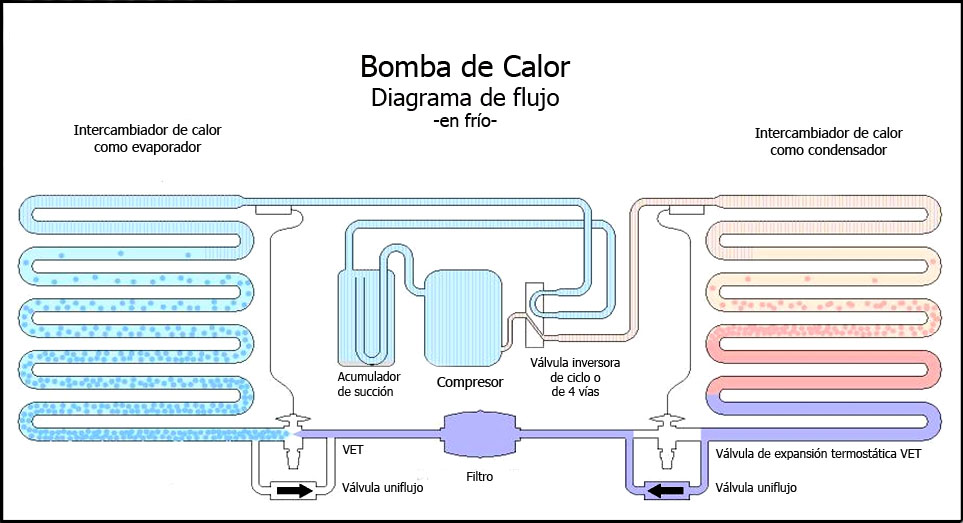 Bomba de Calor
Diagrama de flujo
-en frío-
Intercambiador de calor
como evaporador
Intercambiador de calor
como condensador
Acumulador
de succión
Compresor
Válvula inversora
de ciclo o
de 4 vías
VET
Filtro
Válvula de expansión termostática VET
Válvula uniflujo
Válvula uniflujo